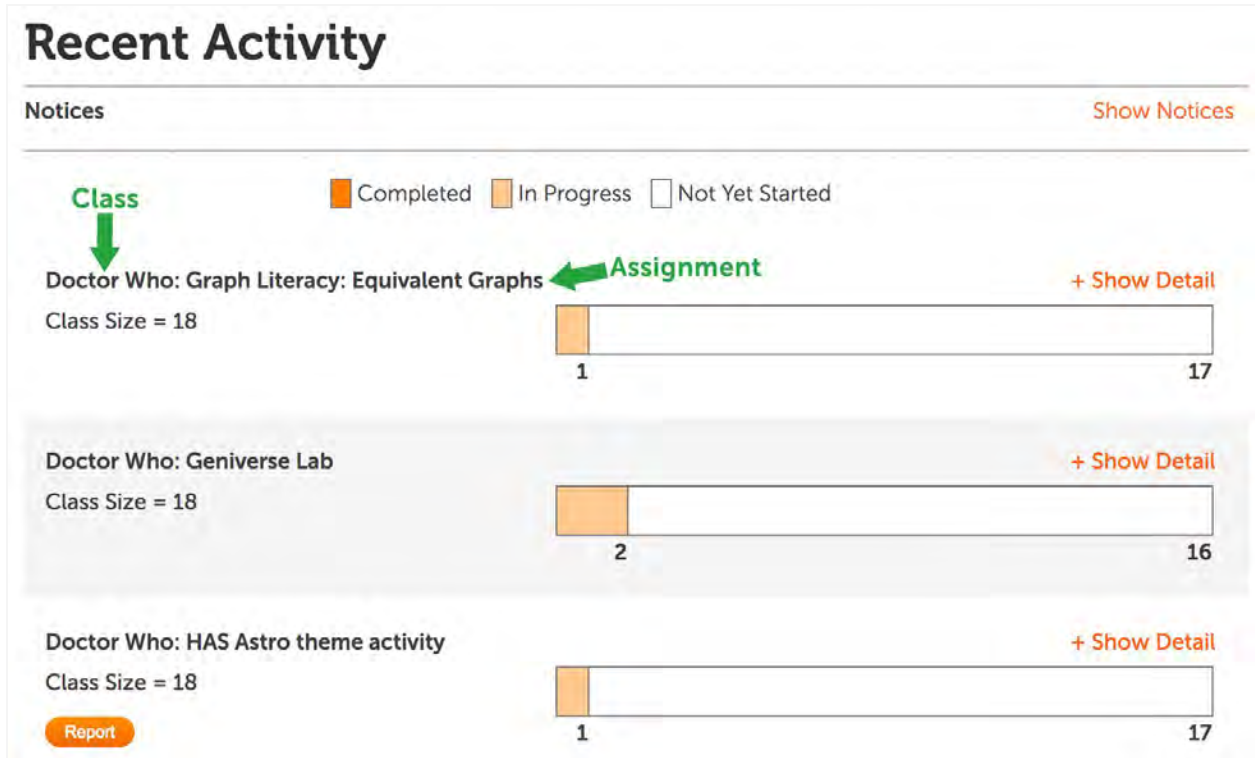 Recent Activity
Notices
Show Notices
Class
Completed In Progress Not Yet Started
Doctor Who: Graph Literacy: Equivalent Graphs
Assignment
+ Show Detail
Class Size = 18
1
17
Doctor Who: Geniverse Lab
+ Show Detail
Class Size = 18
2
16
Doctor Who: HAS Astro theme activity
+ Show Detail
Class Size = 18
Report
1
17